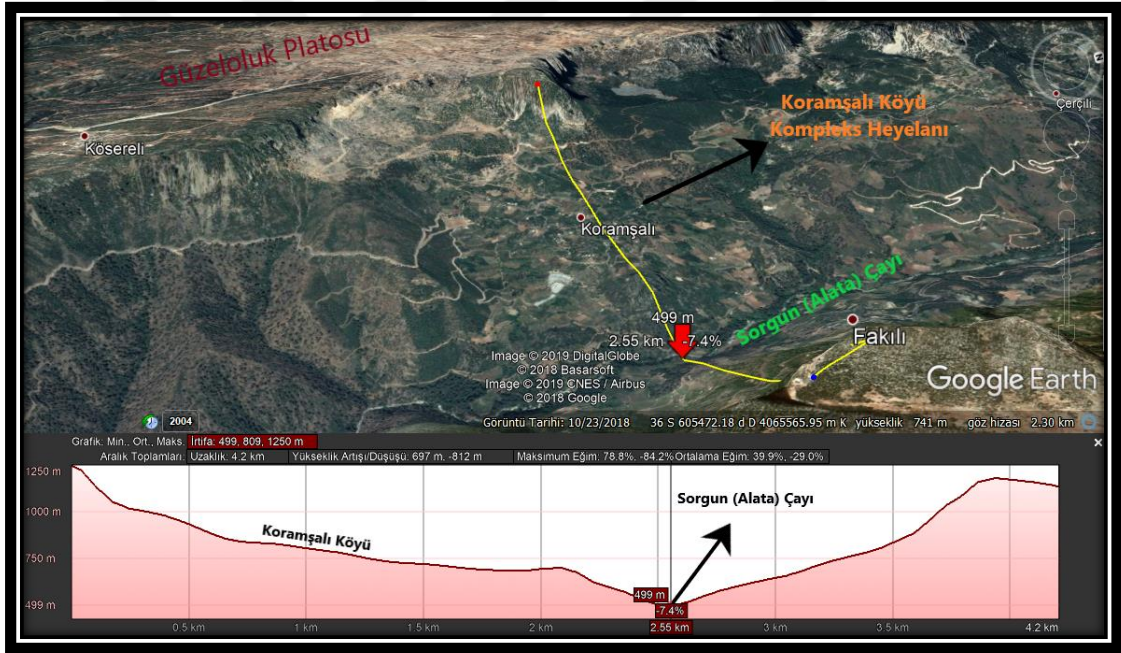 Güzeloluk Platosu
Kösereli
Koramşalı Köyü
Kompleks Heyelanı
Çerçili
Koramşalı
Sorgun (Alata) Çayı
499 m
2.55 km -7.4%
Fakılı
Image © 2019 DigitalGlobe
© 2018 Basarsoft
Image © 2019 CNES / Airbus
© 2018 Google
Google Earth
2004
Görüntü Tarihi: 10/23/2018 36 S 605472.18 d D 4065565.95 m K yükseklik 741 m göz hizası 2.30 km
Grafik: Min., Ort., Maks İrtifa: 499, 809, 1250 m
Aralık Toplamları: Uzaklık: 4.2 km Yükseklik Artışı/Düşüşü: 697 m, -812 m Maksimum Eğim: 78.8%, -84.2% Ortalama Eğim: 39.9%, -29.0%
1250 m
1000 m
750 m
499 m
Koramşalı Köyü
Sorgun (Alata) Çayı
499 m
-7.4%
0.5 km 1 km 1.5 km 2 km 2.55 km 3 km 3.5 km 4.2 km